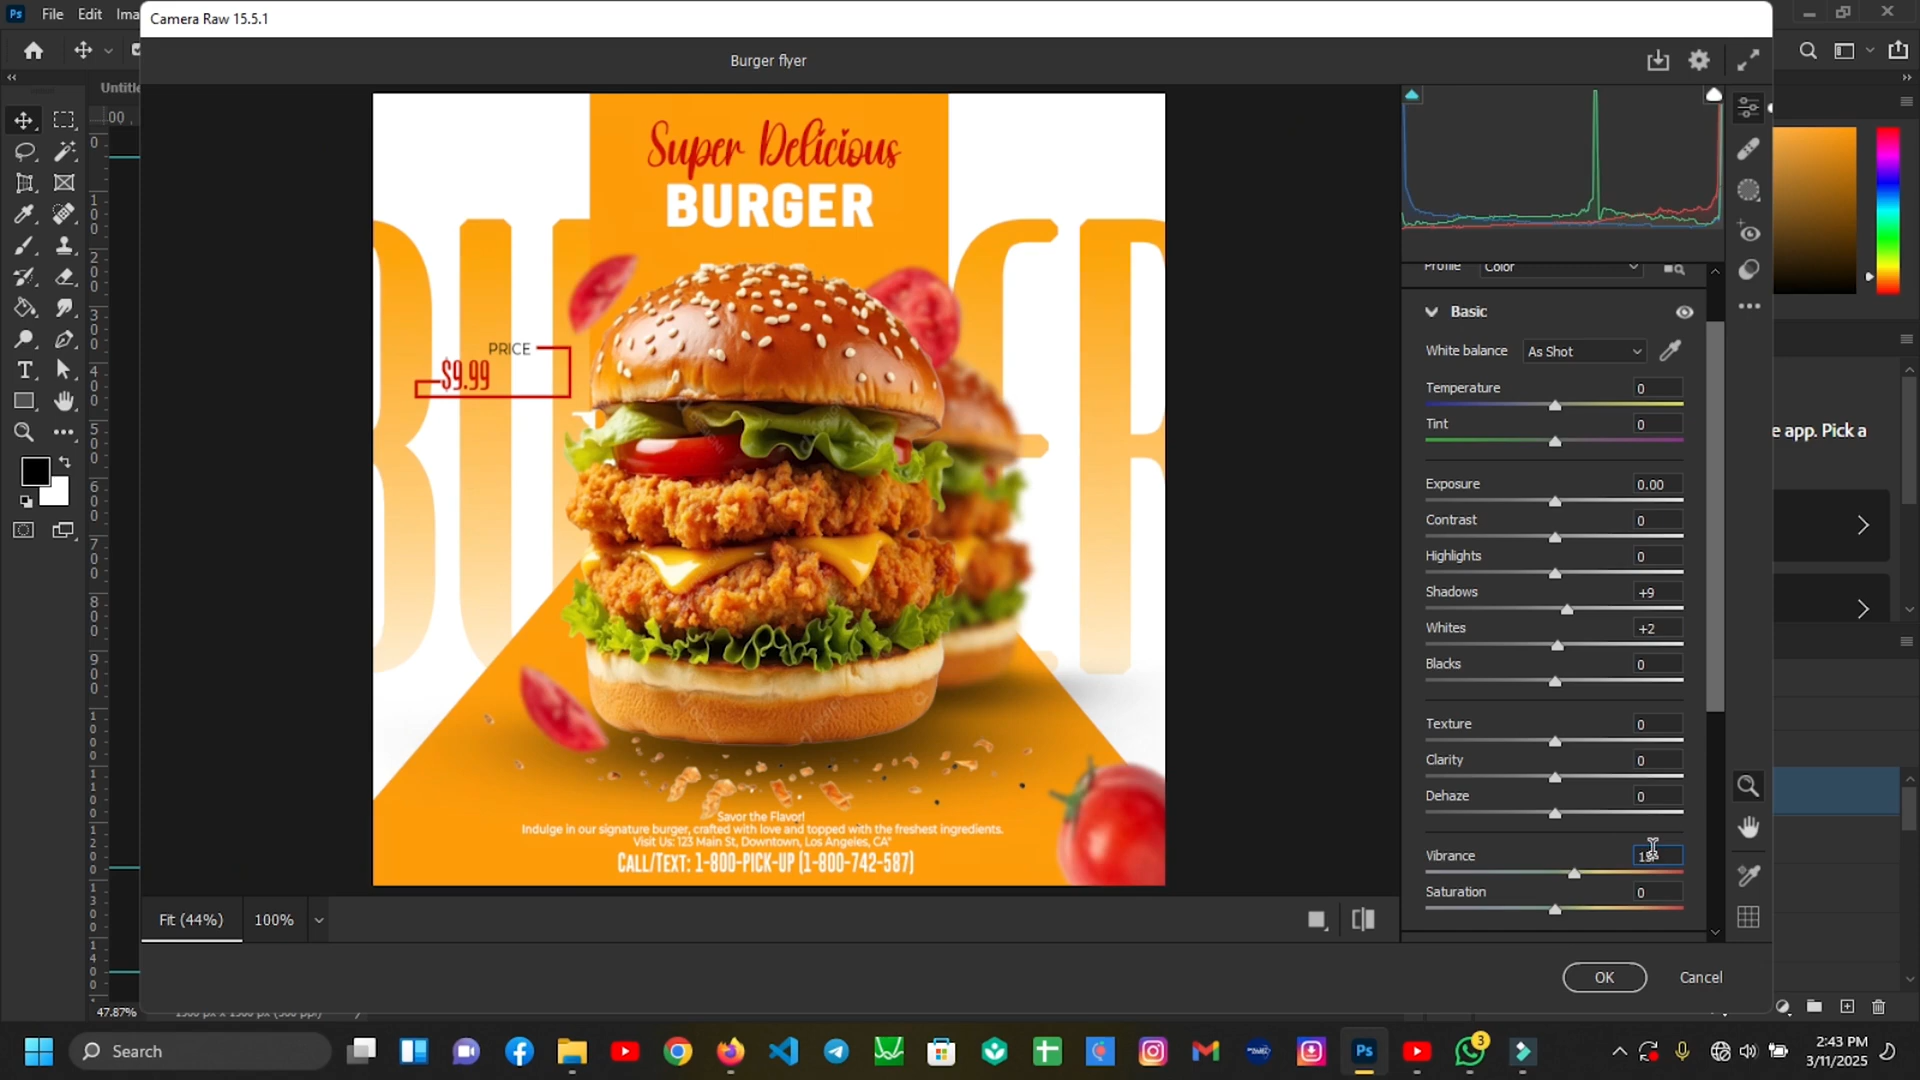 File Edit Ima
Camera Raw 15.5.1
Burger flyer
Untitle
Super Delicious
BURGER
PRICE
$9.99
Savor the Flavor!
Indulge in our signature burger, crafted with love and topped with the freshest ingredients.
Visit Us: 123 Main St, Downtown, Los Angeles, CA"
CALL/TEXT: 1-800-PICK-UP (1-800-742-587)
Profile Color
Basic
White balance As Shot
Temperature 0
Tint 0
Exposure 0.00
Contrast 0
Highlights 0
Shadows +9
Whites +2
Blacks 0
Texture 0
Clarity 0
Dehaze 0
Vibrance
Saturation 0
e app. Pick a
Fit (44%) 100%
OK Cancel
47.87%
Search
3
2:43 PM
3/11/2025